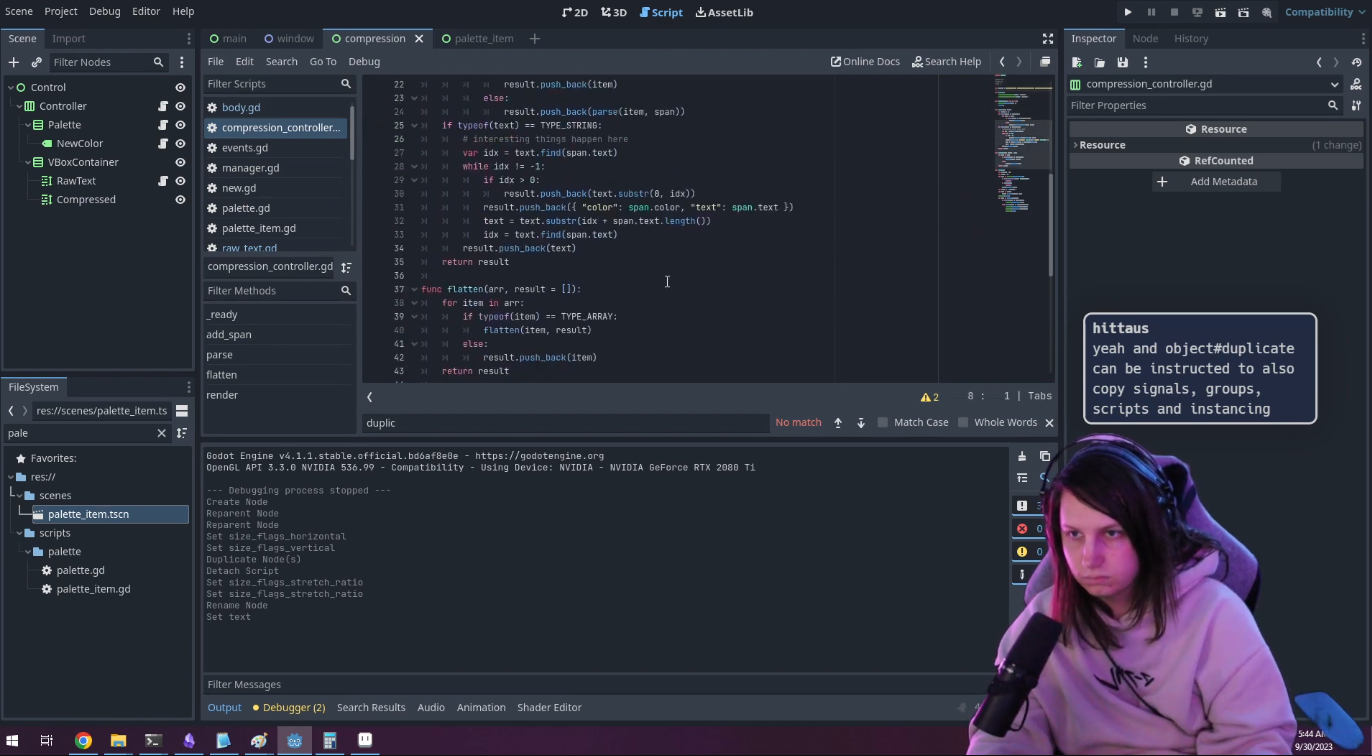 Scene Project Debug Editor Help
2D 3D Script AssetLib
Compatibility
Scene Import
Filter Nodes
Control
Controller
Palette
NewColor
VBoxContainer
RawText
Compressed
FileSystem
res://scenes/palette_item.ts
pale
Favorites:
res://
scenes
palette_item.tscn
scripts
palette
palette.gd
palette_item.gd
main window compression palette_item
File Edit Search Go To Debug
Online Docs Search Help
Filter Scripts
body.gd
compression_controller...
events.gd
manager.gd
new.gd
palette.gd
palette_item.gd
raw_text.gd
compression_controller.gd
Filter Methods
_ready
add_span
parse
flatten
render
22 result.push_back(item)
23 else:
24 result.push_back(parse(item, span))
25 if typeof(text) == TYPE_STRING:
26 # interesting things happen here
27 var idx = text.find(span.text)
28 while idx != -1:
29 if idx > 0:
30 result.push_back(text.substr(0, idx))
31 result.push_back({ "color": span.color, "text": span.text })
32 text = text.substr(idx + span.text.length())
33 idx = text.find(span.text)
34 result.push_back(text)
35 return result
36
37 func flatten(arr, result = []):
38 for item in arr:
39 if typeof(item) == TYPE_ARRAY:
40 flatten(item, result)
41 else:
42 result.push_back(item)
43 return result
2 8 : 1 | Tabs
duplic No match Match Case Whole Words
Godot Engine v4.1.1.stable.official.bd6af8e0e - https://godotengine.org
OpenGL API 3.3.0 NVIDIA 536.99 - Compatibility - Using Device: NVIDIA - NVIDIA GeForce RTX 2080 Ti
--- Debugging process stopped ---
Create Node
Reparent Node
Reparent Node
Set size_flags_horizontal
Set size_flags_vertical
Duplicate Node(s)
Detach Script
Set size_flags_stretch_ratio
Set size_flags_stretch_ratio
Rename Node
Set text
Filter Messages
Output Debugger (2) Search Results Audio Animation Shader Editor
Inspector Node History
compression_controller.gd
Filter Properties
Resource
Resource (1 change)
RefCounted
Add Metadata
hittaus
yeah and object#duplicate
can be instructed to also
copy signals, groups,
scripts and instancing
5:44 AM
9/30/2023